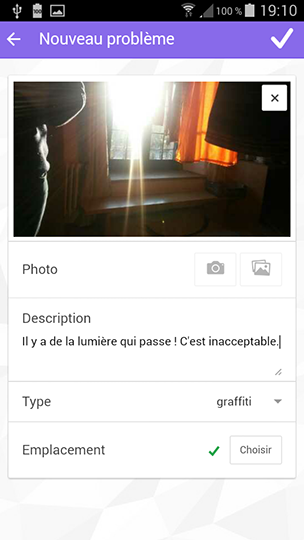 100 % 19:10
Nouveau problème
Photo
Description
Il y a de la lumière qui passe ! C'est inacceptable.
Type graffiti
Emplacement Choisir